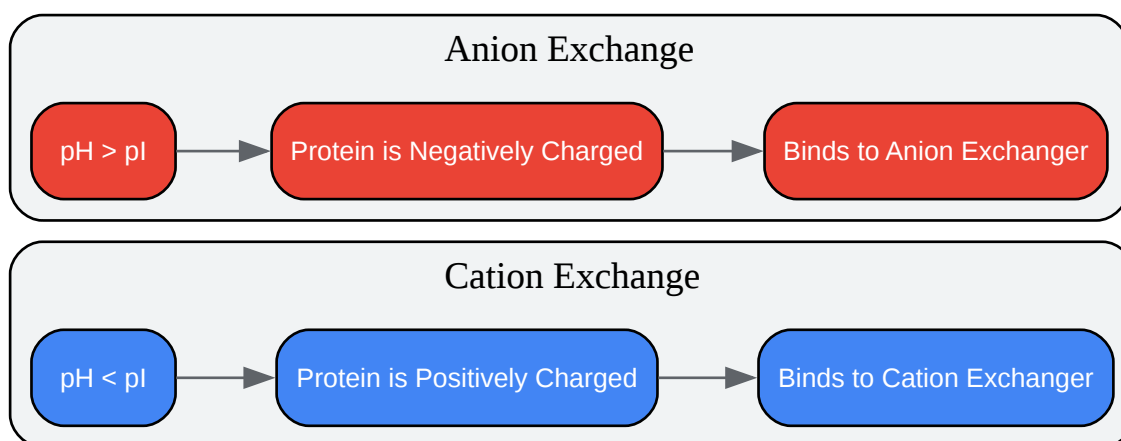 Anion Exchange
pH > pI
Protein is Negatively Charged
Binds to Anion Exchanger
Cation Exchange
pH < pI
Protein is Positively Charged
Binds to Cation Exchanger